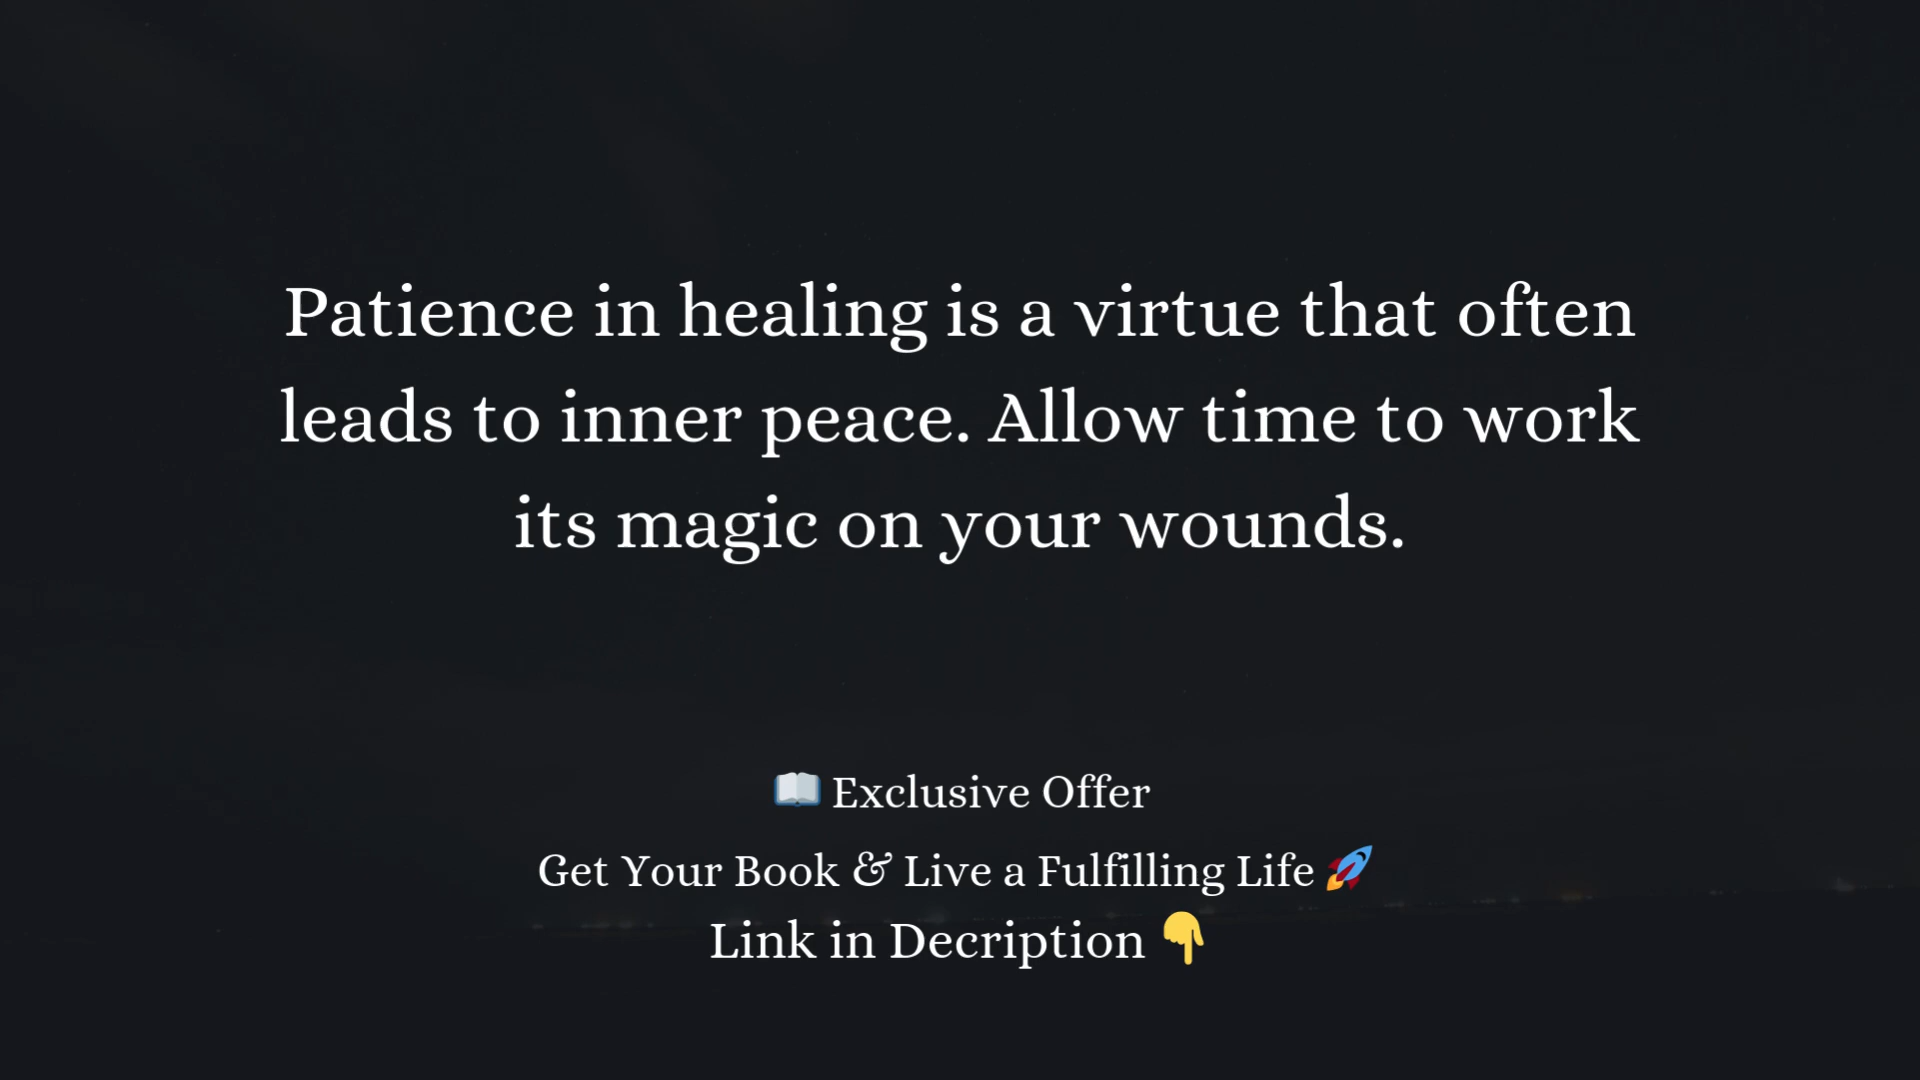 Patience in healing is a virtue that often
leads to inner peace. Allow time to work
its magic on your wounds.
📖 Exclusive Offer
Get Your Book & Live a Fulfilling Life 🚀
Link in Decription 👇